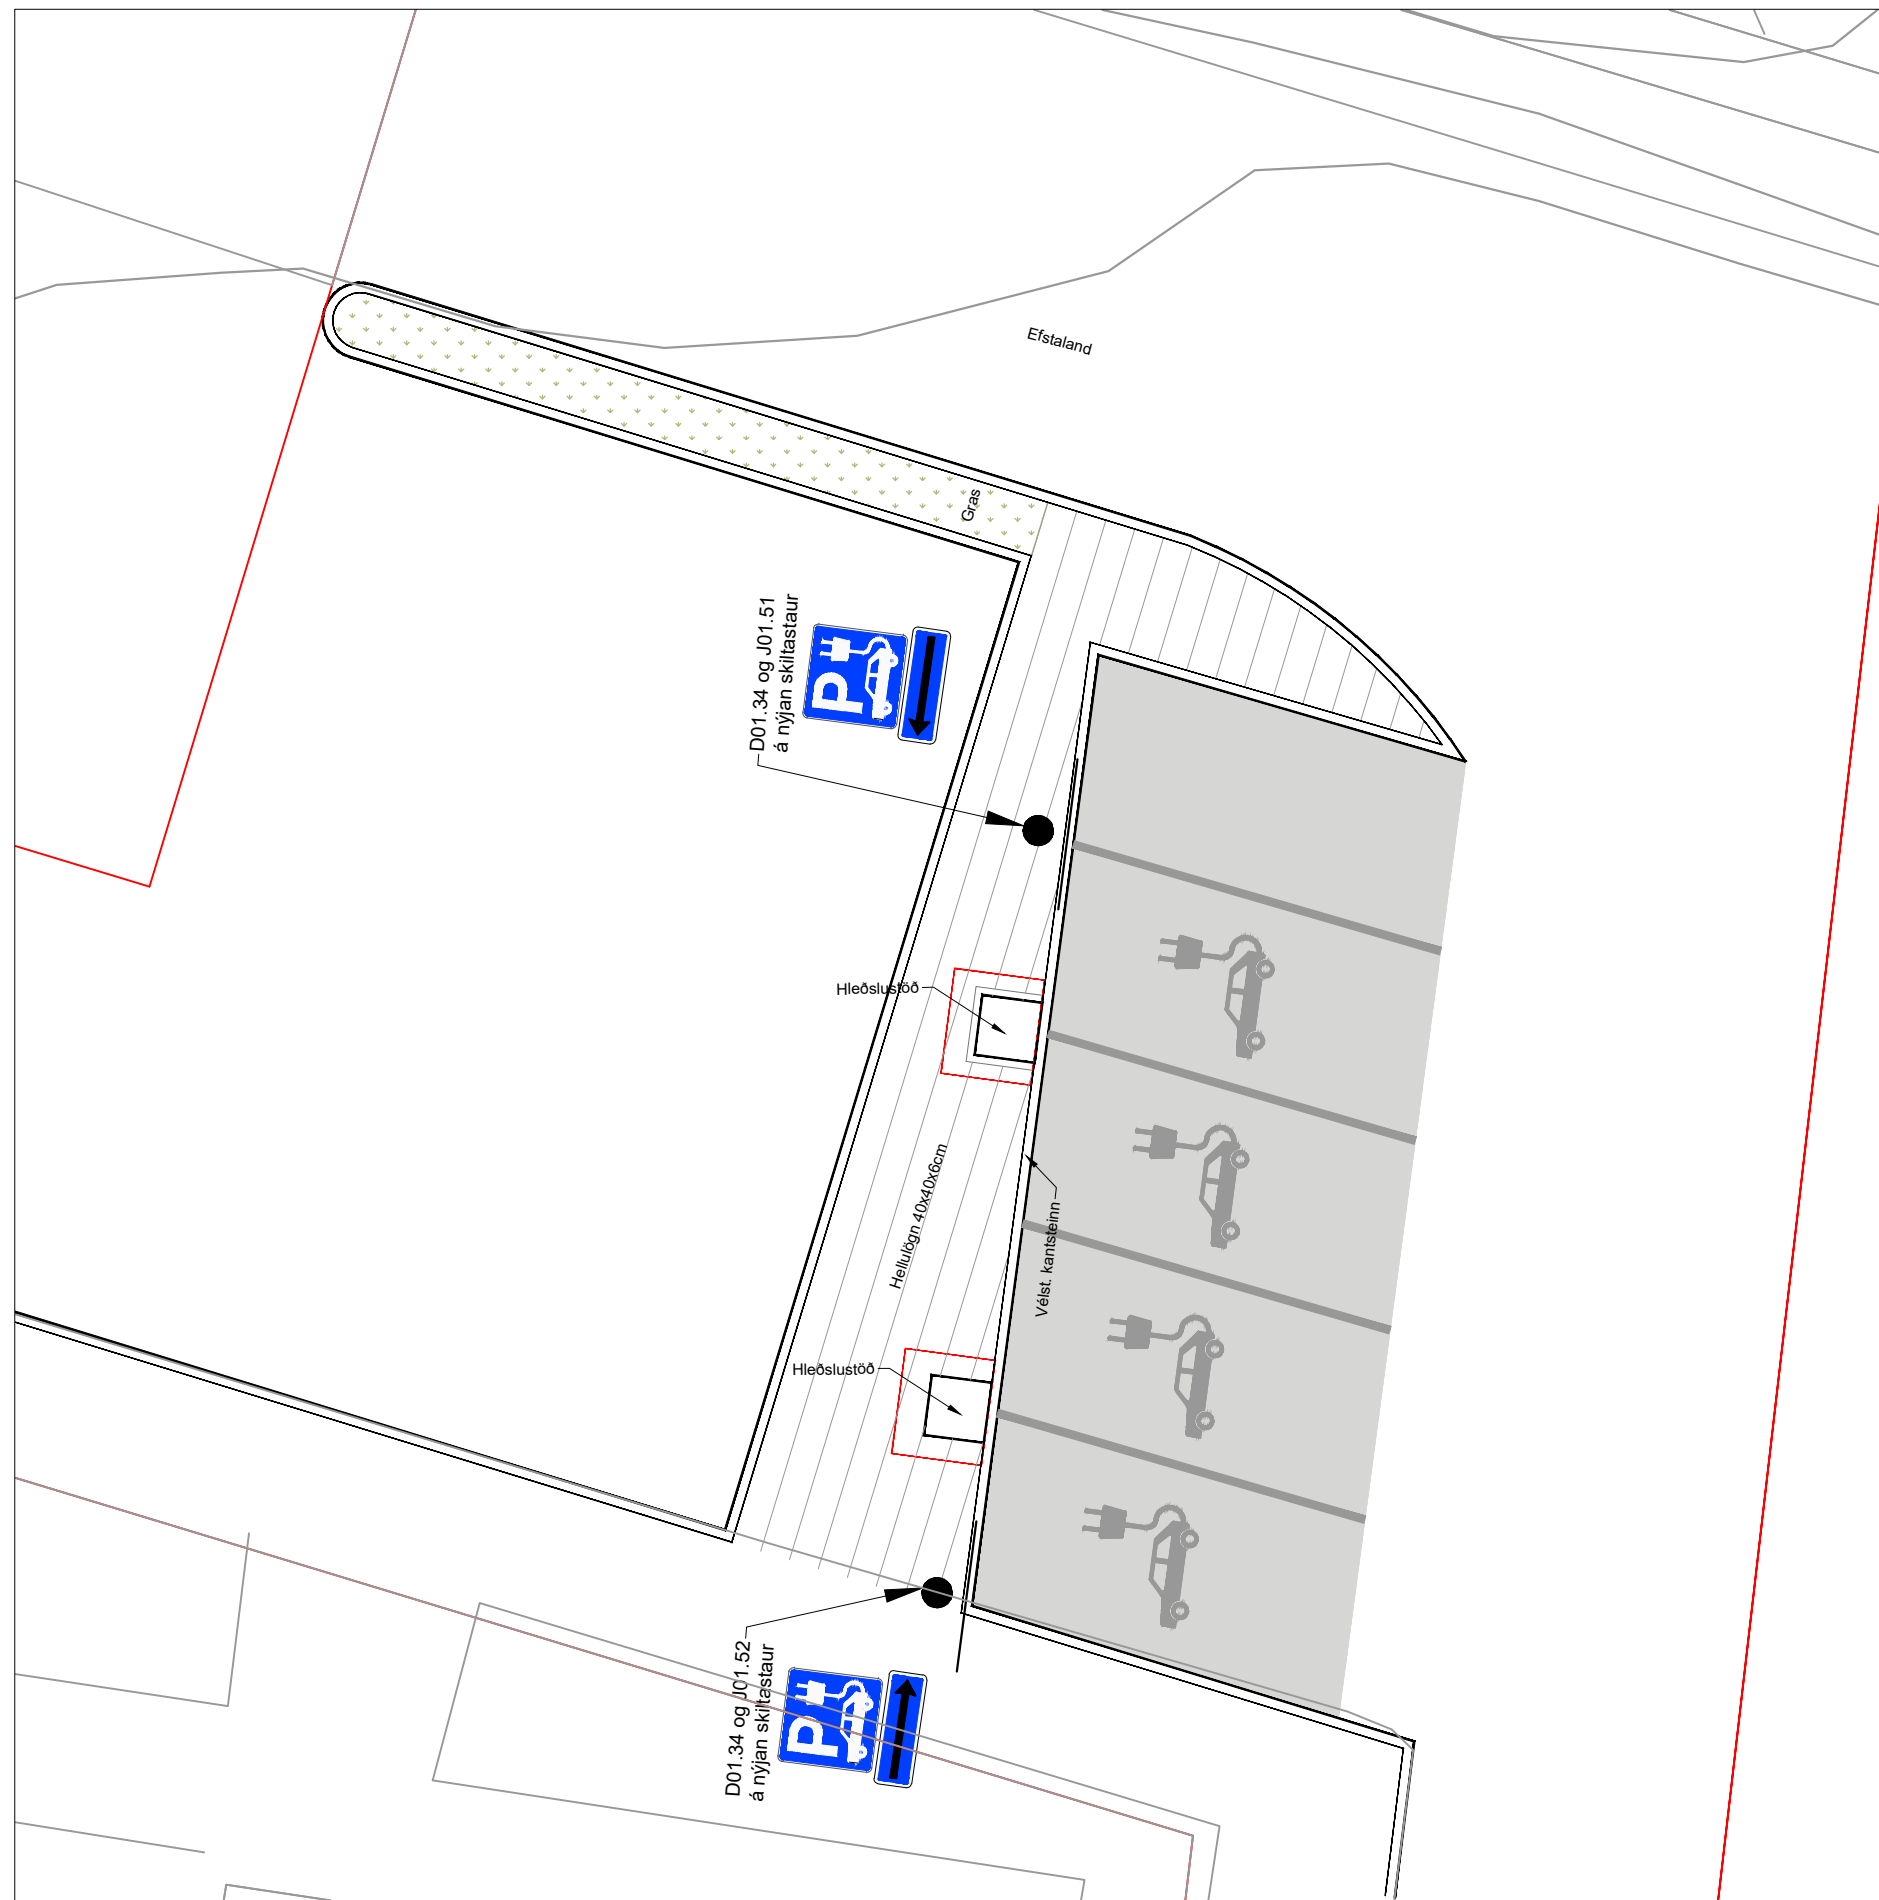 Efstaland
Gras
D01.34 og J01.51
á nýjan skiltastaur
P
Hleðslustöð
Hellulögn 40x40x6cm
Vélst. kantsteinn
Hleðslustöð
D01.34 og J01.52
á nýjan skiltastaur
P